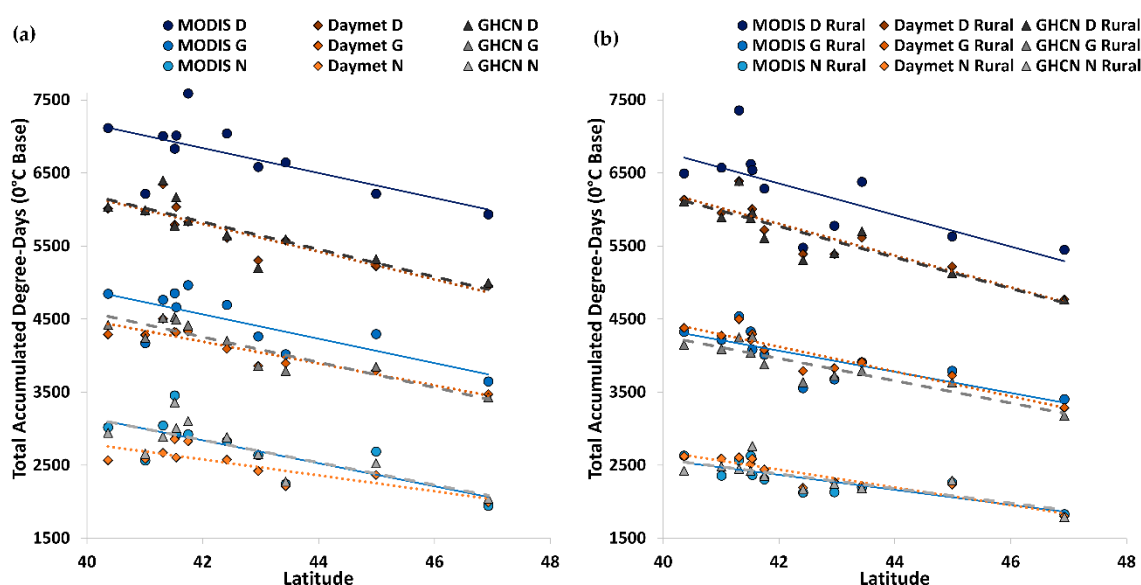 (a)
MODIS D Daymet D GHCN D
MODIS G Daymet G GHCN G
MODIS N Daymet N GHCN N
Total Accumulated Degree-Days (0°C Base)
7500
6500
5500
4500
3500
2500
1500
40 42 44 46 48
Latitude
(b)
MODIS D Rural Daymet D Rural GHCN D Rural
MODIS G Rural Daymet G Rural GHCN G Rural
MODIS N Rural Daymet N Rural GHCN N Rural
Total Accumulated Degree-Days (0°C Base)
7500
6500
5500
4500
3500
2500
1500
40 42 44 46 48
Latitude